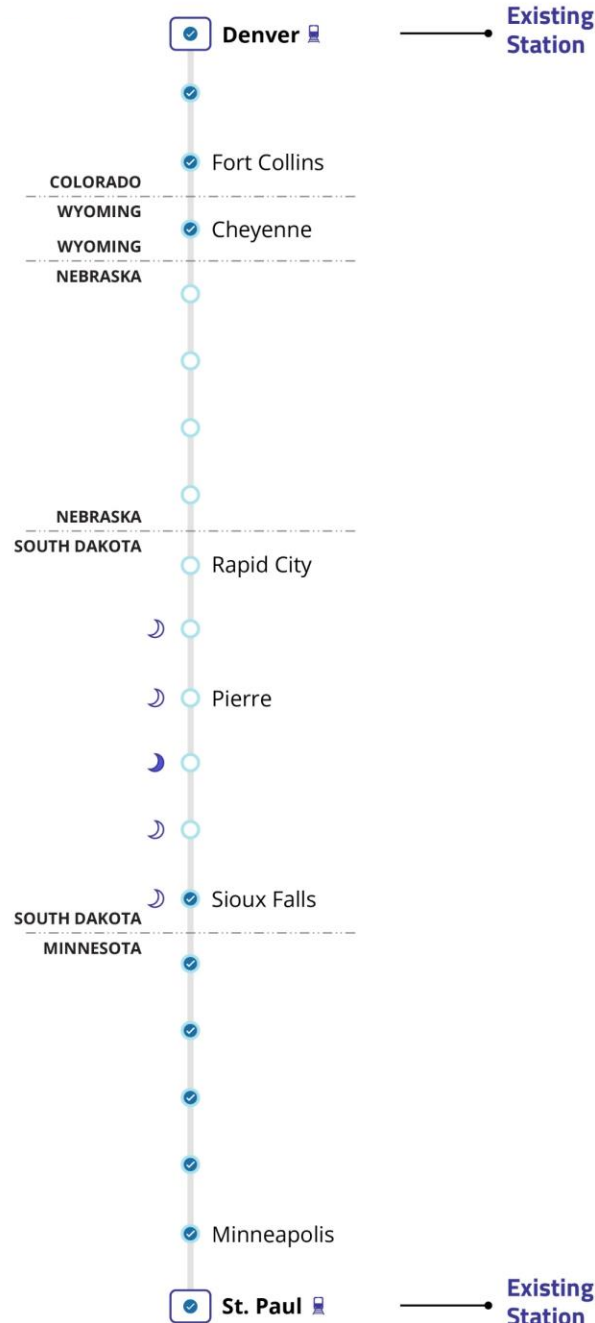 Denver
Existing
Station
Fort Collins
COLORADO
WYOMING
Cheyenne
WYOMING
NEBRASKA
NEBRASKA
SOUTH DAKOTA
Rapid City
Pierre
Sioux Falls
SOUTH DAKOTA
MINNESOTA
Minneapolis
St. Paul
Existing
Station